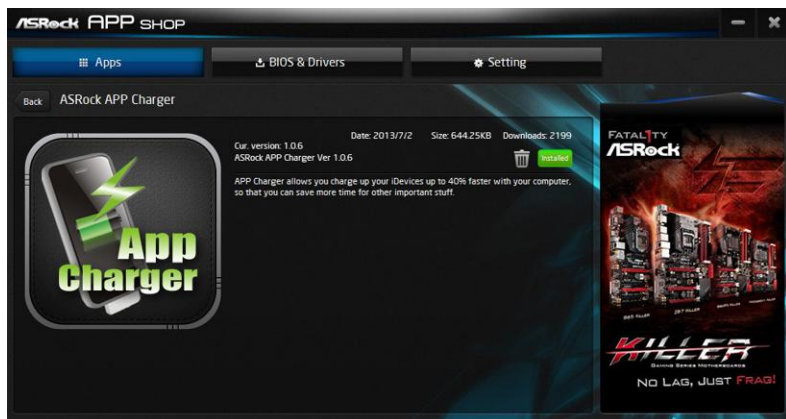 ASRock APP SHOP
Apps
BIOS & Drivers
Setting
Back
ASRock APP Charger
Date: 2013/7/2 Size: 644.25KB Downloads: 2199
Cur. version: 1.0.6
ASRock APP Charger Ver 1.0.6
Installed
APP Charger allows you charge up your iDevices up to 40% faster with your computer,
so that you can save more time for other important stuff.
App
Charger
FATAL1TY
ASRock
KILLER
GAMING SERIES MOTHERBOARDS
NO LAG, JUST FRAG!